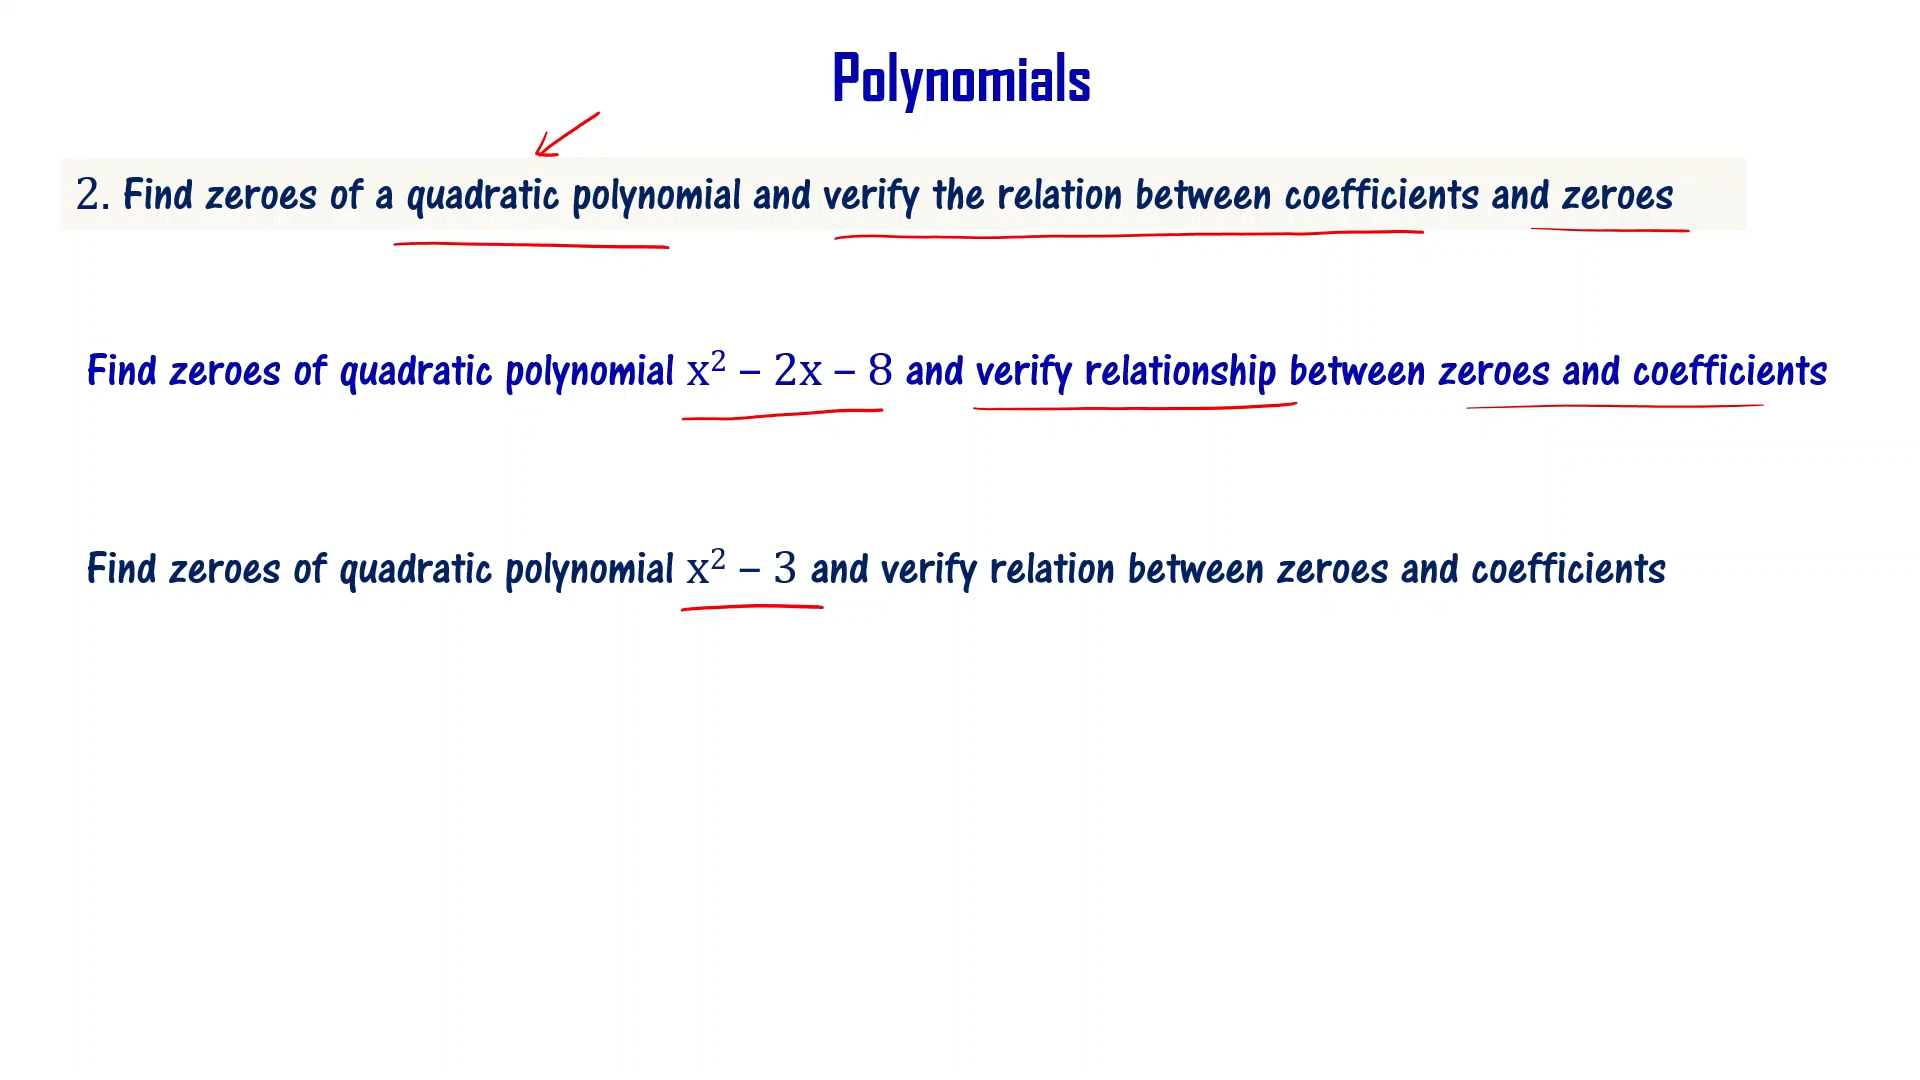 Polynomials
2. Find zeroes of a quadratic polynomial and verify the relation between coefficients and zeroes
Find zeroes of quadratic polynomial x² – 2x – 8 and verify relationship between zeroes and coefficients
Find zeroes of quadratic polynomial x² – 3 and verify relation between zeroes and coefficients